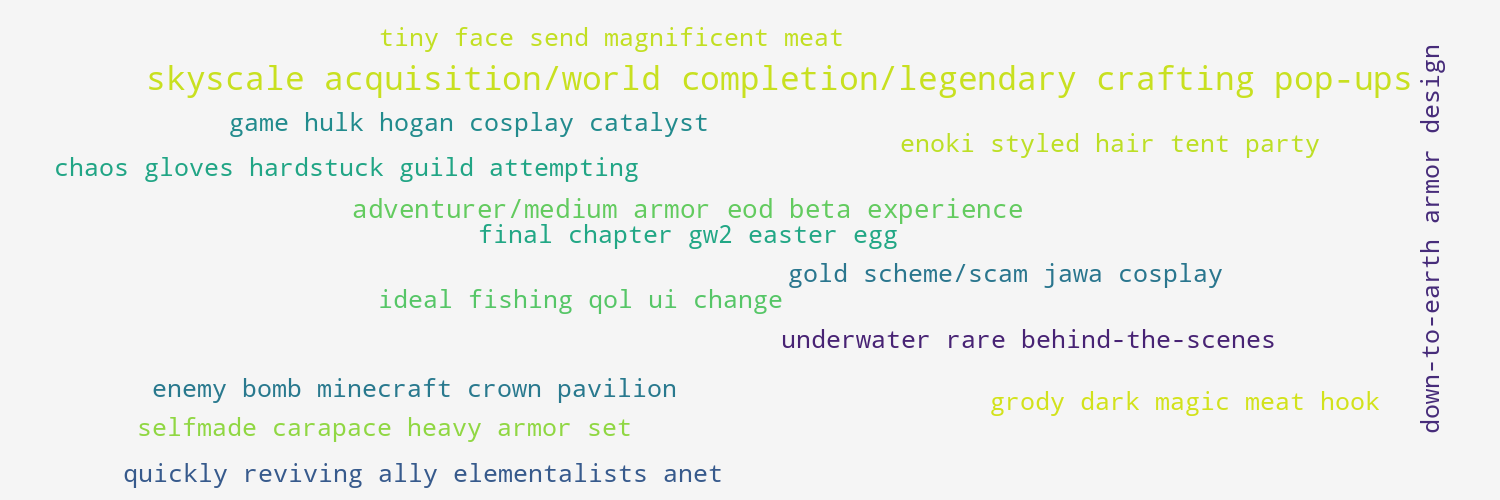 tiny face send magnificent meat
skyscale acquisition/world completion/legendary crafting pop-ups
game hulk hogan cosplay catalyst
enoki styled hair tent party
chaos gloves hardstuck guild attempting
adventurer/medium armor eod beta experience
final chapter gw2 easter egg
gold scheme/scam jawa cosplay
ideal fishing qol ui change
underwater rare behind-the-scenes
enemy bomb minecraft crown pavilion
grody dark magic meat hook
selfmade carapace heavy armor set
quickly reviving ally elementalists anet
down-to-earth armor design